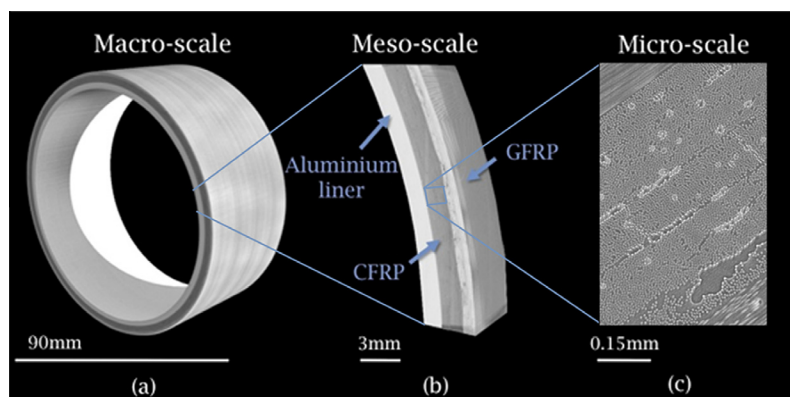 Macro-scale
Meso-scale
Micro-scale
Aluminium
liner
GFRP
CFRP
90mm
3mm
0.15mm
(a)
(b)
(c)